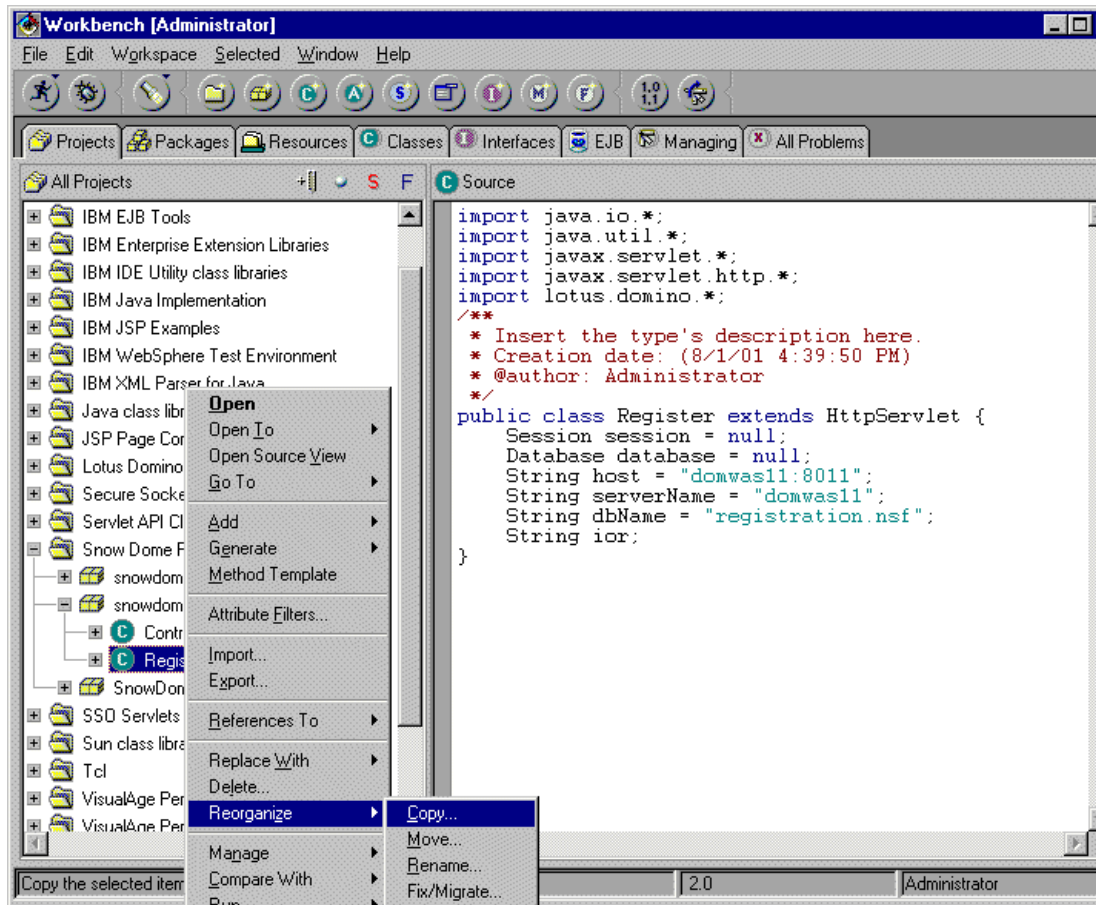 Workbench [Administrator]
File Edit Workspace Selected Window Help
Projects Packages Resources Classes Interfaces EJB Managing All Problems
All Projects
S F
Source
IBM EJB Tools
IBM Enterprise Extension Libraries
IBM IDE Utility class libraries
IBM Java Implementation
IBM JSP Examples
IBM WebSphere Test Environment
IBM XML Parser for Java
Java class libr
JSP Page Cor
Lotus Domino
Secure Socke
Servlet API Cl
Snow Dome F
snowdom
snowdom
Contr
Regis
SnowDon
SSO Servlets
Sun class libra
Tcl
VisualAge Per
VisualAge Per
Open
Open To
Open Source View
Go To
Add
Generate
Method Template
Attribute Filters...
Import...
Export...
References To
Replace With
Delete...
Reorganize
Manage
Compare With
Run
Copy...
Move...
Rename...
Fix/Migrate...
import java.io.*;
import java.util.*;
import javax.servlet.*;
import javax.servlet.http.*;
import lotus.domino.*;
/**
* Insert the type's description here.
* Creation date: (8/1/01 4:39:50 PM)
* @author: Administrator
*/
public class Register extends HttpServlet {
Session session = null;
Database database = null;
String host = "domwas11:8011";
String serverName = "domwas11";
String dbName = "registration.nsf";
String ior;
}
Copy the selected item
2.0
Administrator